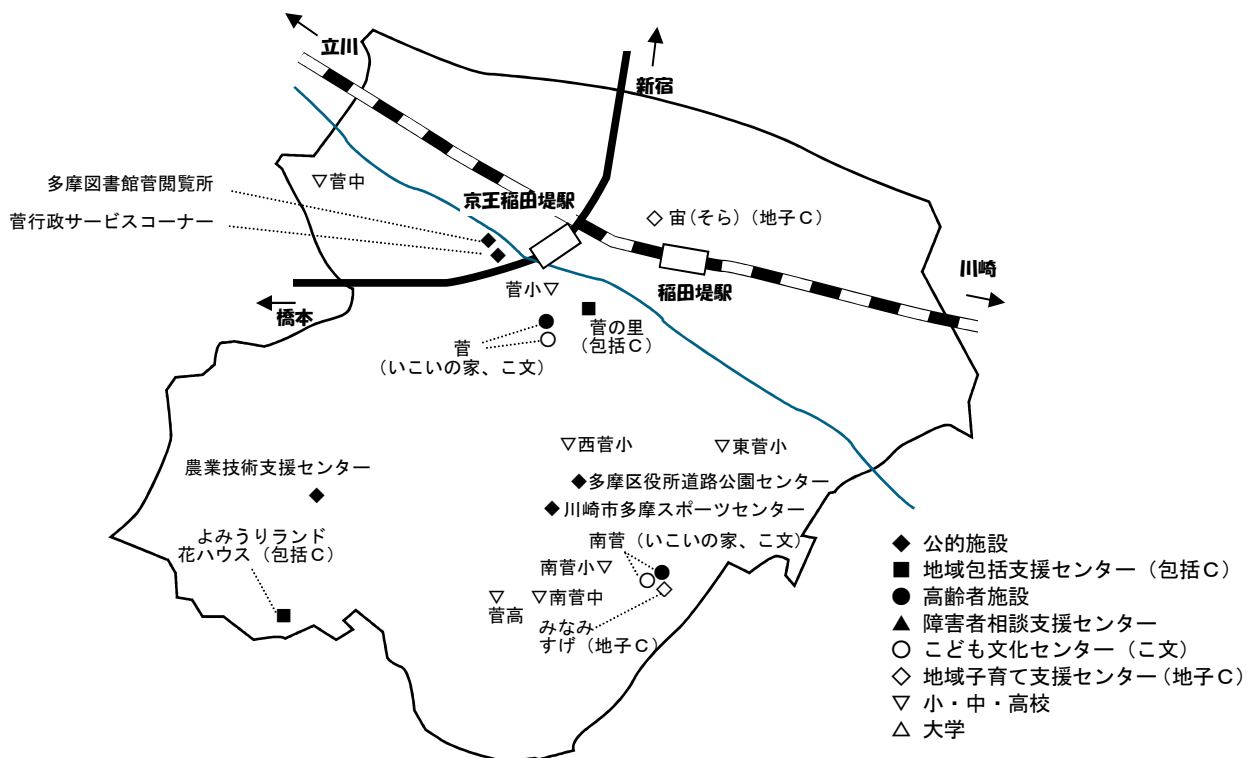 立川
新宿
多摩図書館菅閲覧所
▽菅中
京王稲田堤駅
◇宙(そら)(地子C)
菅行政サービスコーナー
川崎
稲田堤駅
菅小▽
橋本
菅の里
(包括C)
菅
(いこいの家、こ文)
▽西菅小
▽東菅小
農業技術支援センター
◆多摩区役所道路公園センター
◆川崎市多摩スポーツセンター
よみうりランド
花ハウス(包括C)
南菅(いこいの家、こ文)
南菅小▽
▽
菅高
▽南菅中
みなみ
すげ(地子C)
◆ 公的施設
■ 地域包括支援センター(包括C)
● 高齢者施設
▲ 障害者相談支援センター
○ こども文化センター(こ文)
◇ 地域子育て支援センター(地子C)
▽ 小・中・高校
△ 大学